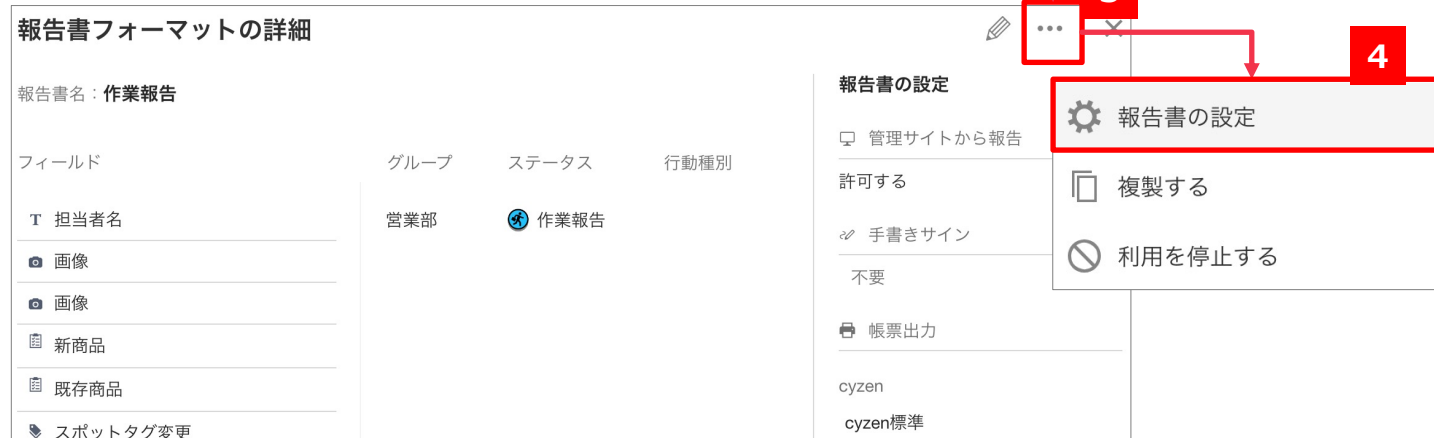 報告書フォーマットの詳細
4
報告書名：作業報告
フィールド
グループ
ステータス
行動種別
T 担当者名
営業部
作業報告
画像
画像
新商品
既存商品
スポットタグ変更
報告書の設定
管理サイトから報告
許可する
手書きサイン
不要
帳票出力
cyzen
cyzen標準
報告書の設定
複製する
利用を停止する